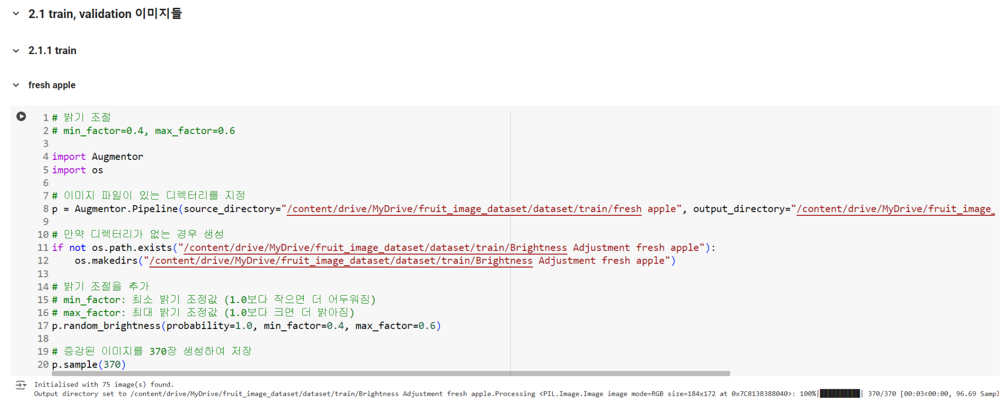 2.1 train, validation 이미지들
2.1.1 train
fresh apple
1 # 밝기 조절
2 # min_factor=0.4, max_factor=0.6
3
4 import Augmentor
5 import os
6
7 # 이미지 파일이 있는 디렉터리를 지정
8 p = Augmentor.Pipeline(source_directory="/content/drive/MyDrive/fruit_image_dataset/dataset/train/fresh apple", output_directory="/content/drive/MyDrive/fruit_image_
9
10 # 만약 디렉터리가 없는 경우 생성
11 if not os.path.exists("/content/drive/MyDrive/fruit_image_dataset/dataset/train/Brightness Adjustment fresh apple"):
12     os.makedirs("/content/drive/MyDrive/fruit_image_dataset/dataset/train/Brightness Adjustment fresh apple")
13
14 # 밝기 조절을 추가
15 # min_factor: 최소 밝기 조정값 (1.0보다 작으면 더 어두워짐)
16 # max_factor: 최대 밝기 조정값 (1.0보다 크면 더 밝아짐)
17 p.random_brightness(probability=1.0, min_factor=0.4, max_factor=0.6)
18
19 # 증강된 이미지를 370장 생성하여 저장
20 p.sample(370)
Initialised with 75 image(s) found.
Output directory set to /content/drive/MyDrive/fruit_image_dataset/dataset/train/Brightness Adjustment fresh apple.Processing <PIL.Image.Image image mode=RGB size=184x172 at 0x7C8138388040>: 100%|██████████| 370/370 [00:03<00:00, 96.69 Samp